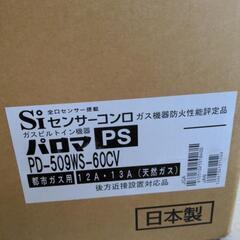 全口センサー搭載
Siセンサーコンロ
ガス機器防火性能評定品
ガスビルトイン機器
パロマ PS
PD-509WS-60CV
都市ガス用 12A・13A(天然ガス)
後方近接設置対応品
日本製